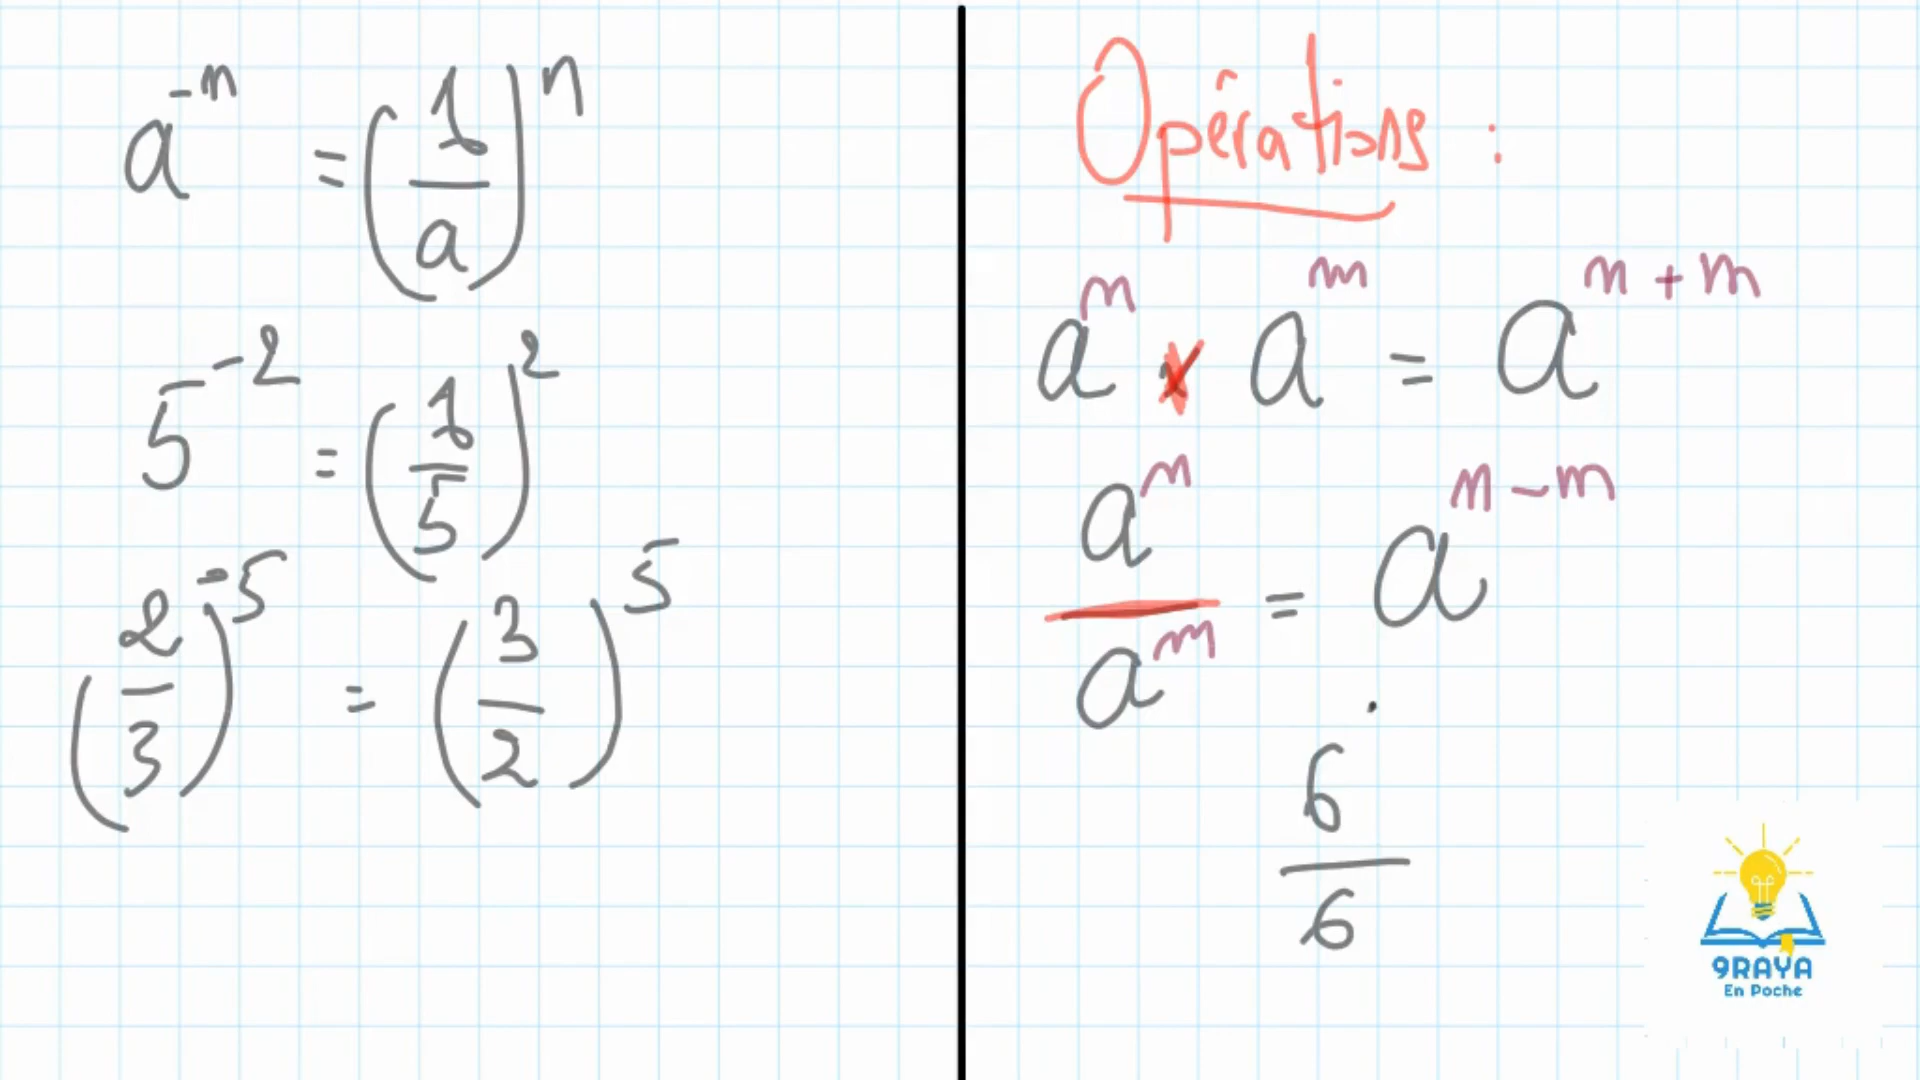 a^-n = (1/a)^n
5^-2 = (1/5)^2
(2/3)^-5 = (3/2)^5
Opérations :
a^n × a^m = a^n+m
a^n/a^m = a^n-m
6/6
9RAYA
En Poche